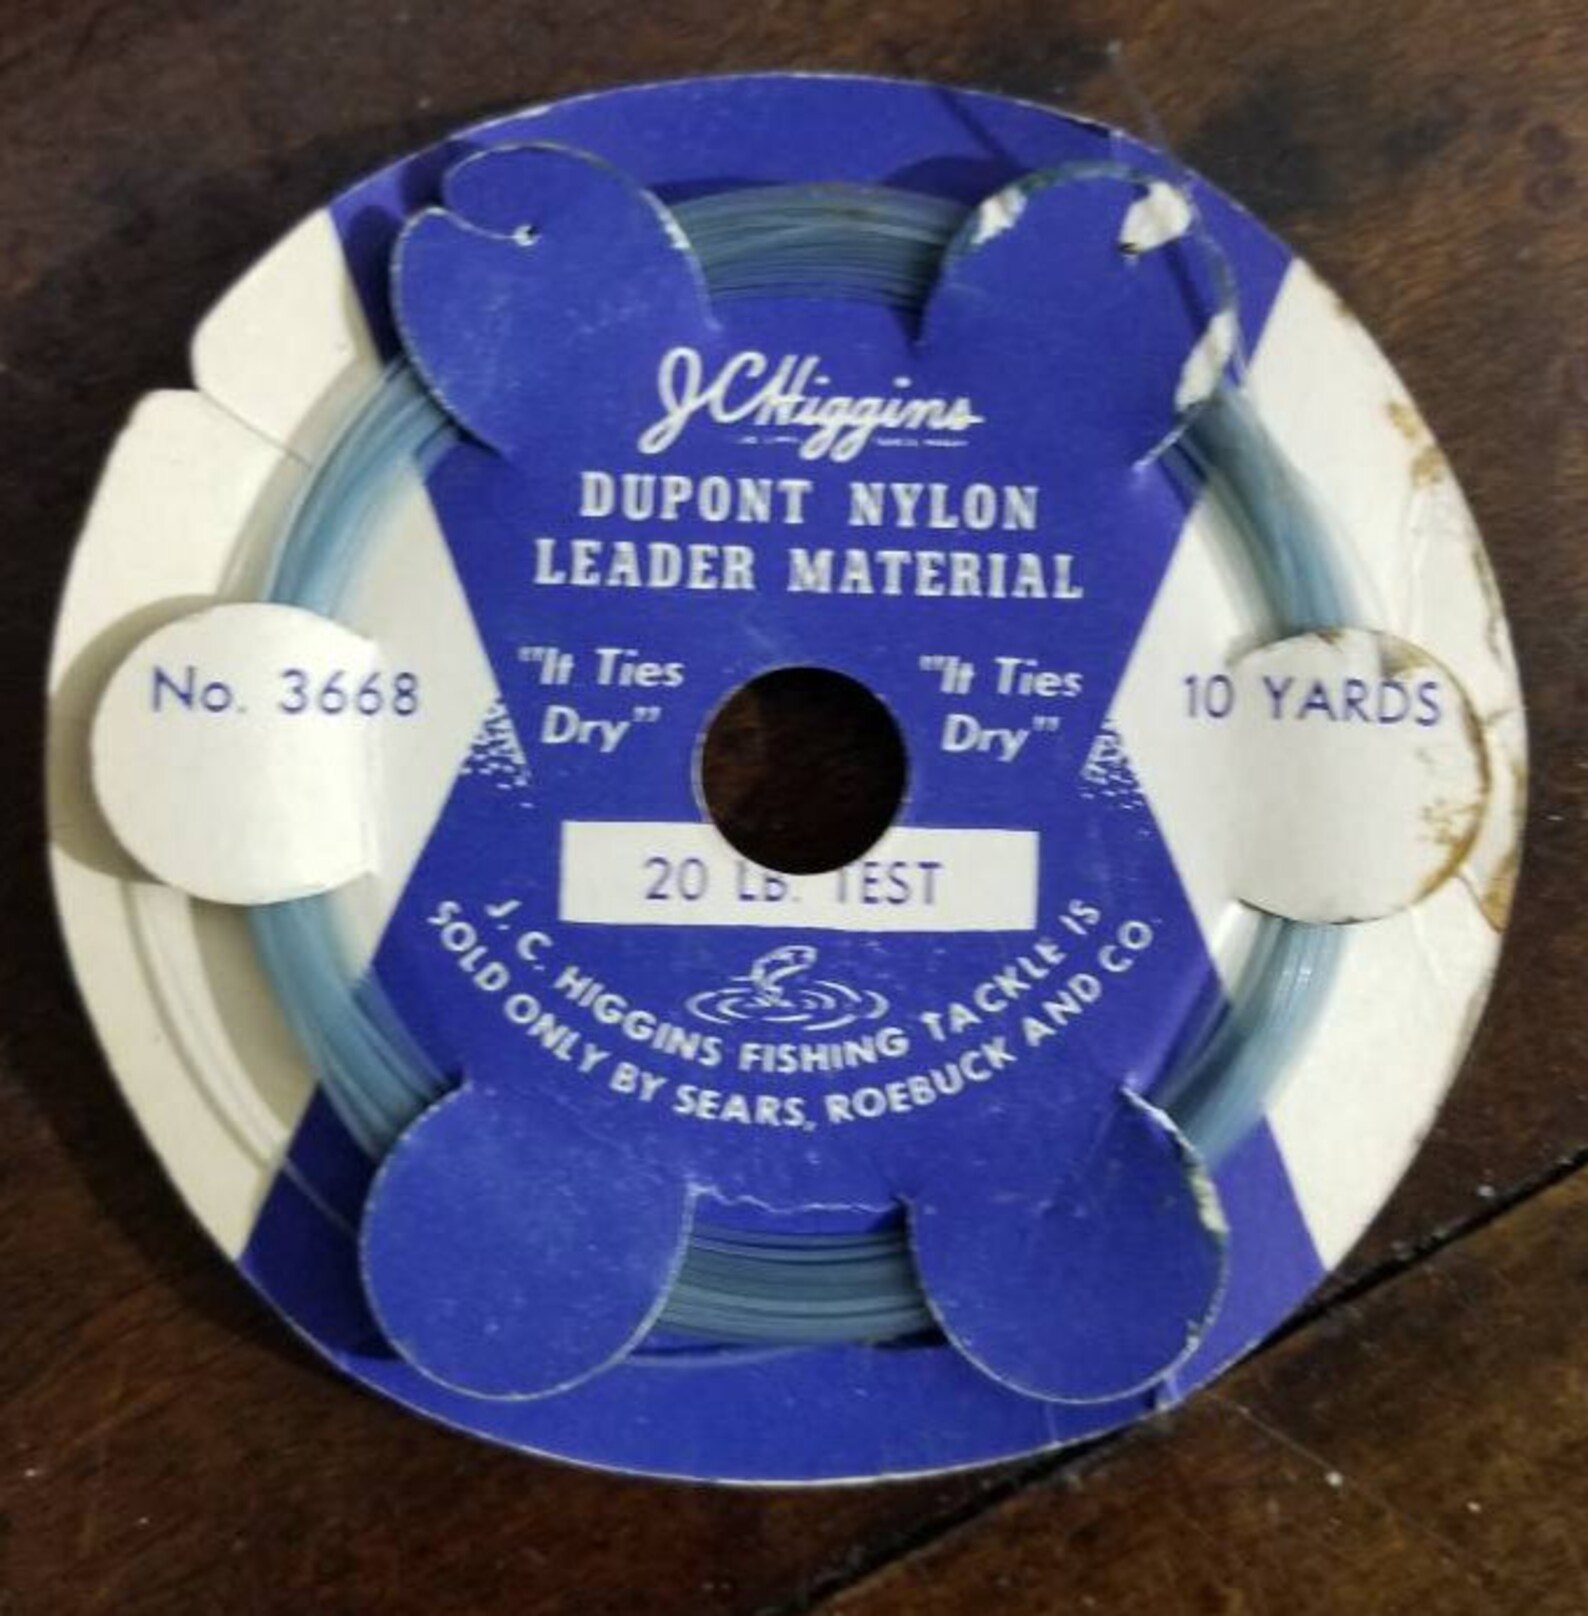 JCHiggins
DUPONT NYLON
LEADER MATERIAL
"It Ties
Dry"
"It Ties
Dry"
No. 3668
10 YARDS
20 LB. TEST
J. C. HIGGINS FISHING TACKLE IS
SOLD ONLY BY SEARS, ROEBUCK AND CO.